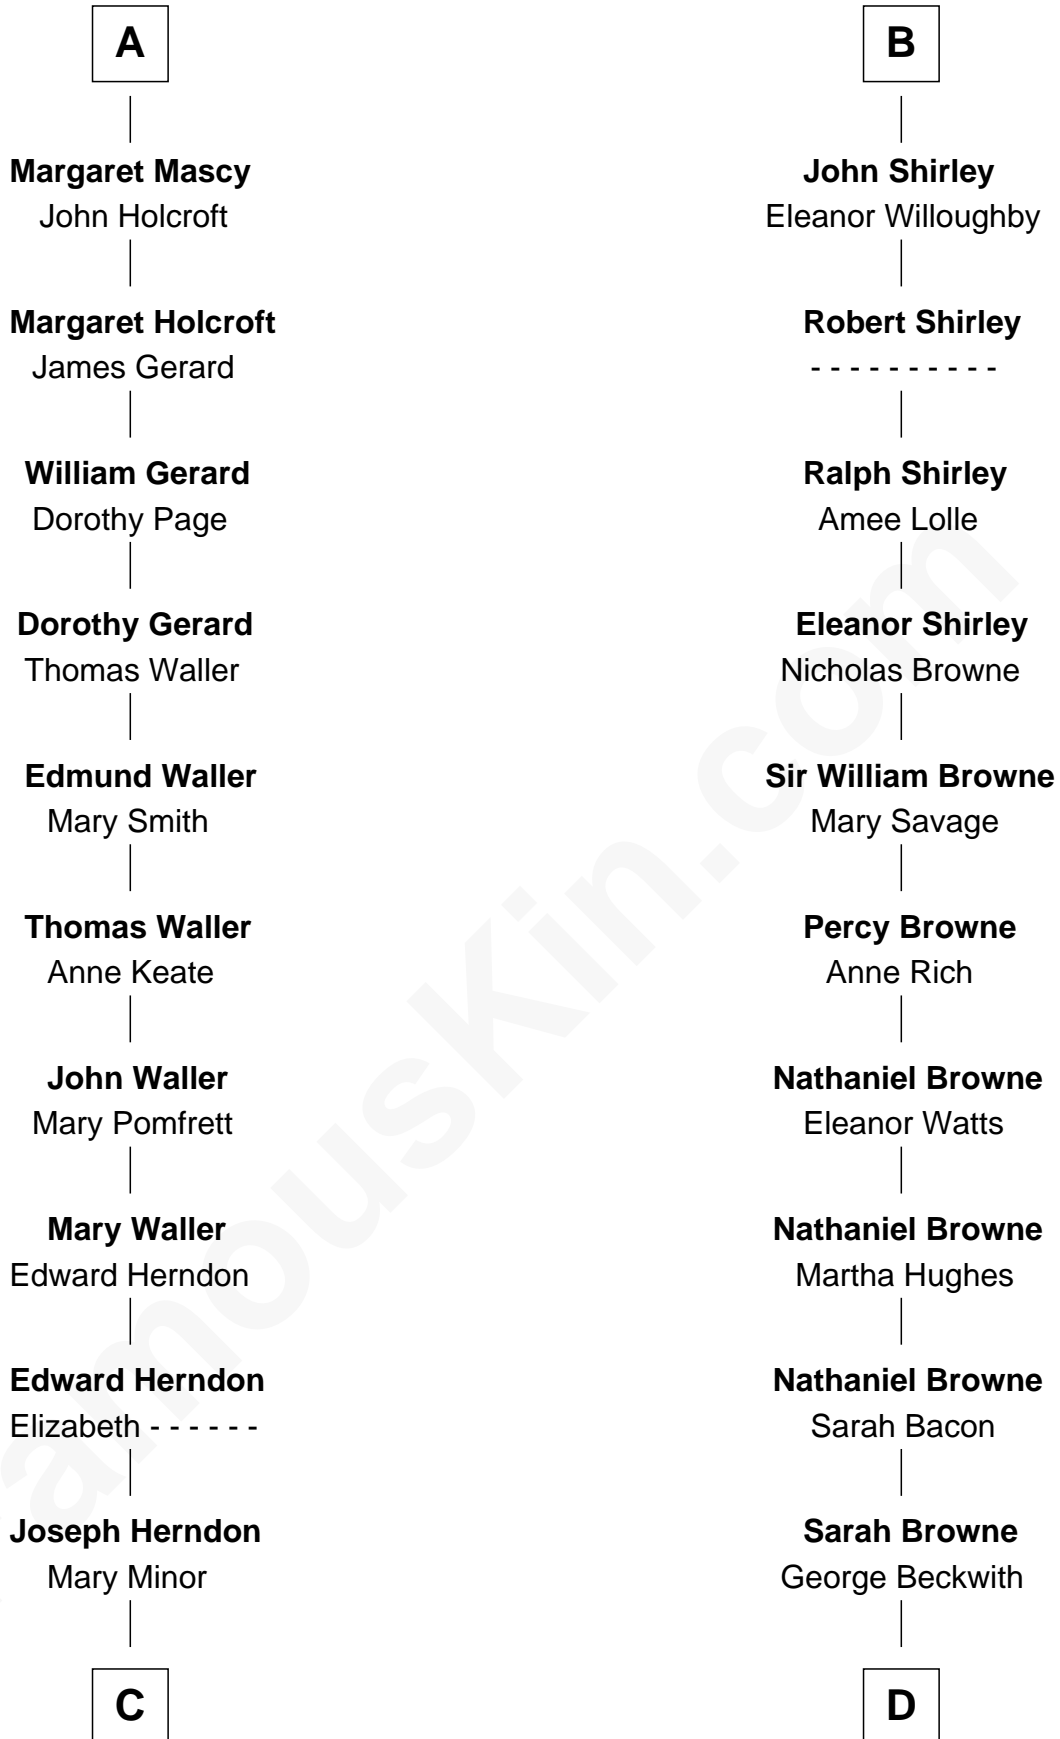 A
B
Margaret Mascy
John Holcroft
John Shirley
Eleanor Willoughby
Margaret Holcroft
James Gerard
Robert Shirley
- - - - - - - - - -
William Gerard
Dorothy Page
Ralph Shirley
Amee Lolle
Dorothy Gerard
Thomas Waller
Eleanor Shirley
Nicholas Browne
Edmund Waller
Mary Smith
Sir William Browne
Mary Savage
Thomas Waller
Anne Keate
Percy Browne
Anne Rich
John Waller
Mary Pomfrett
Nathaniel Browne
Eleanor Watts
Mary Waller
Edward Herndon
Nathaniel Browne
Martha Hughes
Edward Herndon
Elizabeth - - - - - -
Nathaniel Browne
Sarah Bacon
Joseph Herndon
Mary Minor
Sarah Browne
George Beckwith
C
D
amouskin.com